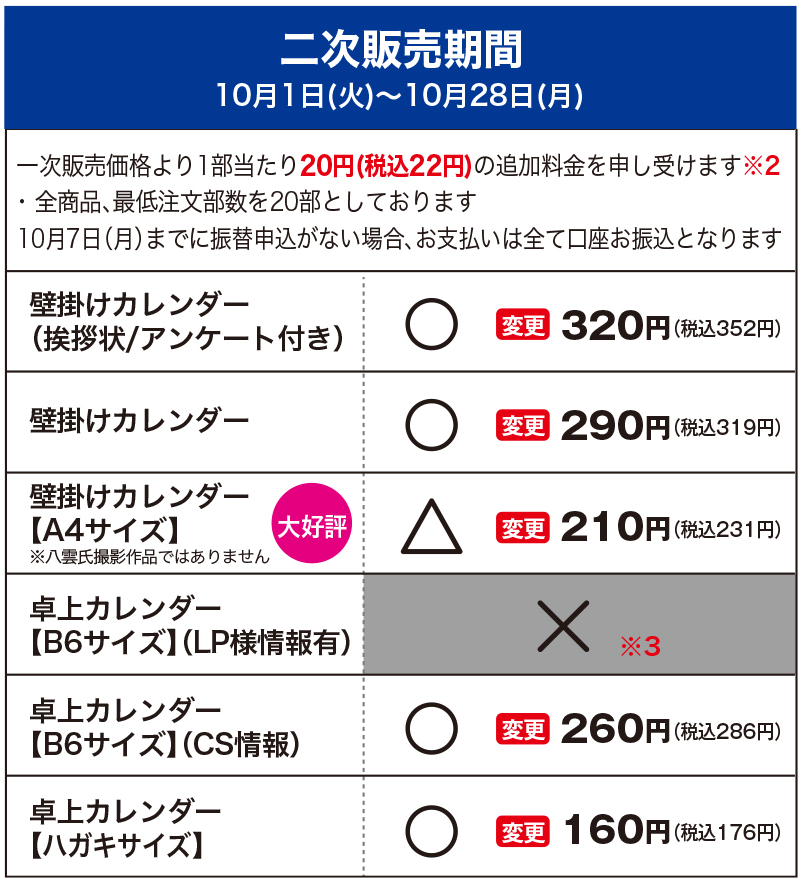 二次販売期間
10月1日(火)～10月28日(月)
一次販売価格より1部当たり20円(税込22円)の追加料金を申し受けます※2
・全商品、最低注文部数を20部としております
10月7日(月)までに振替申込がない場合、お支払いは全て口座お振込となります
壁掛けカレンダー
(挨拶状/アンケート付き)
○ 変更 320円(税込352円)
壁掛けカレンダー
○ 変更 290円(税込319円)
壁掛けカレンダー
【A4サイズ】
※八雲氏撮影作品ではありません
大好評
△ 変更 210円(税込231円)
卓上カレンダー
【B6サイズ】(LP様情報有)
× ※3
卓上カレンダー
【B6サイズ】(CS情報)
○ 変更 260円(税込286円)
卓上カレンダー
【ハガキサイズ】
○ 変更 160円(税込176円)